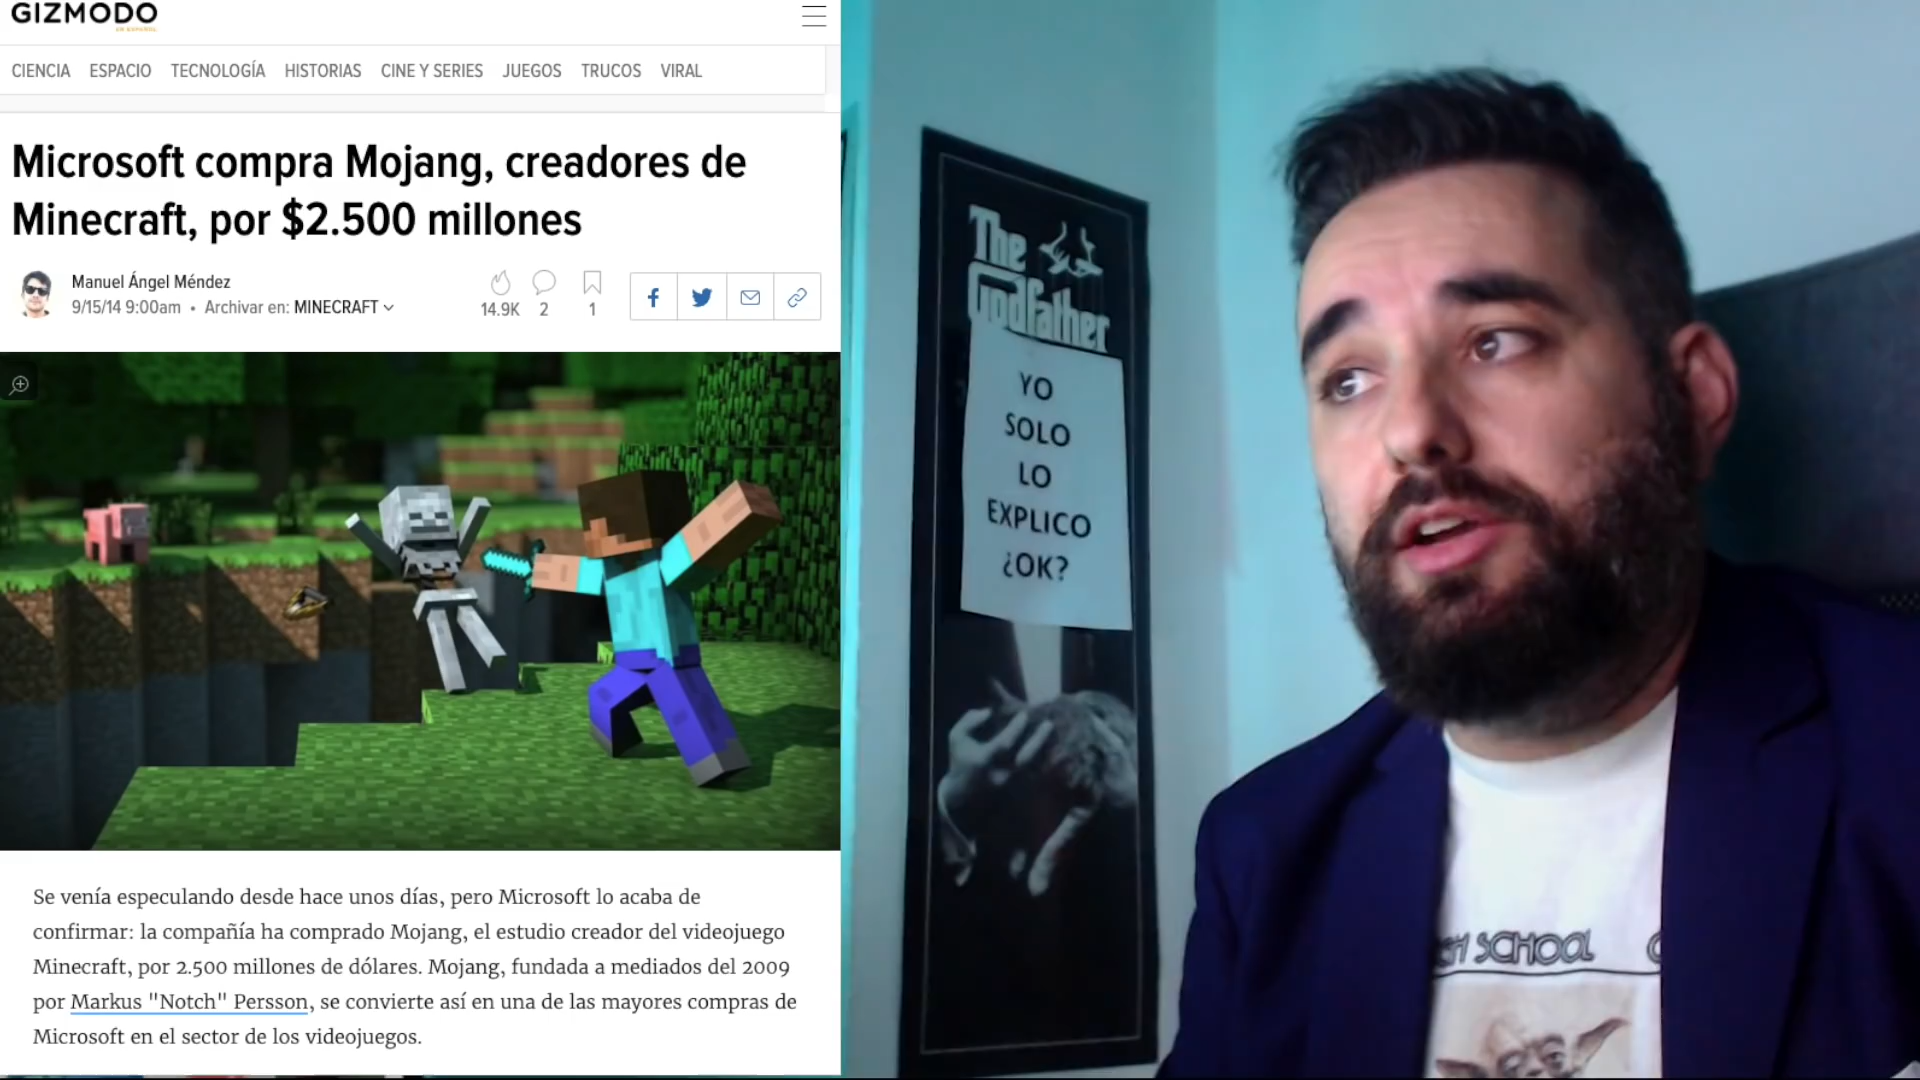 GIZMODO
EN ESPAÑOL
CIENCIA ESPACIO TECNOLOGÍA HISTORIAS CINE Y SERIES JUEGOS TRUCOS VIRAL
Microsoft compra Mojang, creadores de
Minecraft, por $2.500 millones
Manuel Ángel Méndez
9/15/14 9:00am • Archivar en: MINECRAFT
14.9K 2 1
Se venía especulando desde hace unos días, pero Microsoft lo acaba de
confirmar: la compañía ha comprado Mojang, el estudio creador del videojuego
Minecraft, por 2.500 millones de dólares. Mojang, fundada a mediados del 2009
por Markus "Notch" Persson, se convierte así en una de las mayores compras de
Microsoft en el sector de los videojuegos.
The
Godfather
YO
SOLO
LO
EXPLICO
¿OK?
SCHOOL